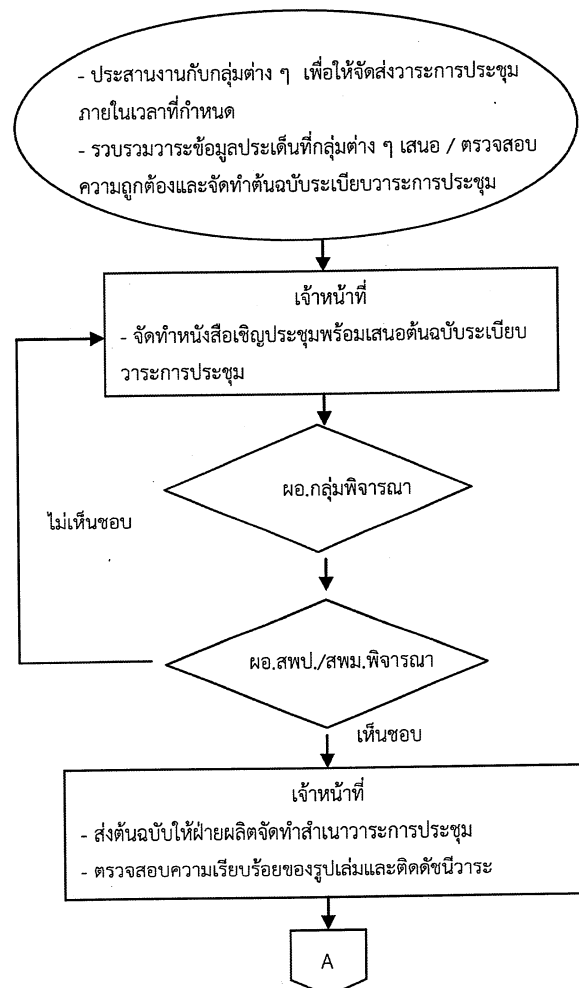 - ประสานงานกับกลุ่มต่าง ๆ เพื่อให้จัดส่งวาระการประชุม
ภายในเวลาที่กำหนด
- รวบรวมวาระข้อมูลประเด็นที่กลุ่มต่าง ๆ เสนอ / ตรวจสอบ
ความถูกต้องและจัดทำต้นฉบับระเบียบวาระการประชุม
เจ้าหน้าที่
- จัดทำหนังสือเชิญประชุมพร้อมเสนอต้นฉบับระเบียบ
วาระการประชุม
ผอ.กลุ่มพิจารณา
ไม่เห็นชอบ
ผอ.สพป./สพม.พิจารณา
เห็นชอบ
เจ้าหน้าที่
- ส่งต้นฉบับให้ฝ่ายผลิตจัดทำสำเนาวาระการประชุม
- ตรวจสอบความเรียบร้อยของรูปเล่มและติดดัชนีวาระ
A